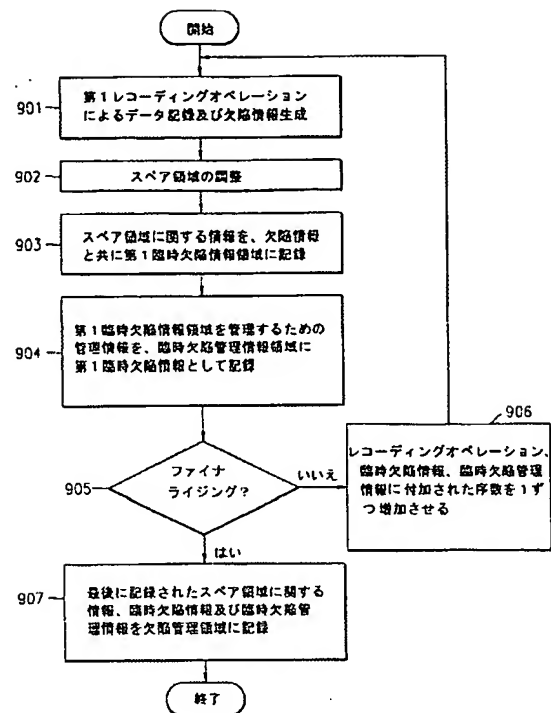 開始
901
第1レコーディングオペレーション
によるデータ記録及び欠陥情報生成
902
スペア領域の調整
903
スペア領域に関する情報を、欠陥情報
と共に第1臨時欠陥情報領域に記録
904
第1臨時欠陥情報領域を管理するための
管理情報を、臨時欠陥管理情報領域に
第1臨時欠陥情報として記録
905
ファイナ
ライジング?
いいえ
906
レコーディングオペレーション、
臨時欠陥情報、臨時欠陥管理
情報に付加された序数を1ず
つ増加させる
はい
907
最後に記録されたスペア領域に関する
情報、臨時欠陥情報及び臨時欠陥管
理情報を欠陥管理領域に記録
終了